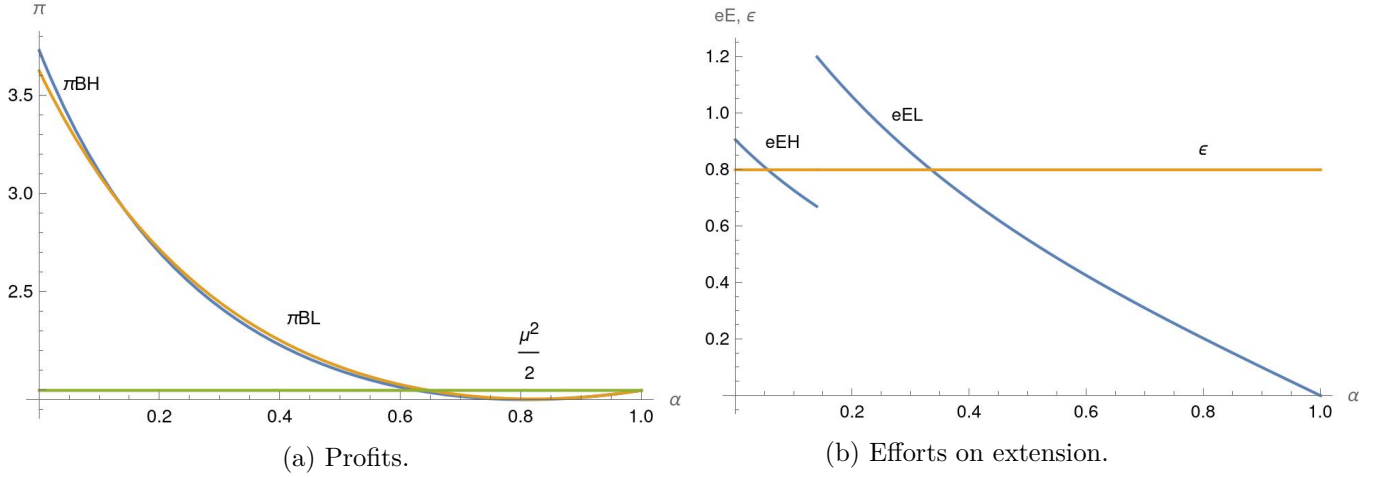 π
3.5
3.0
2.5
πBH
πBL
μ²
2
0.2 0.4 0.6 0.8 1.0 α
(a) Profits.
eE, ϵ
1.2
1.0
0.8
0.6
0.4
0.2
eEH
eEL
ϵ
0.2 0.4 0.6 0.8 1.0 α
(b) Efforts on extension.